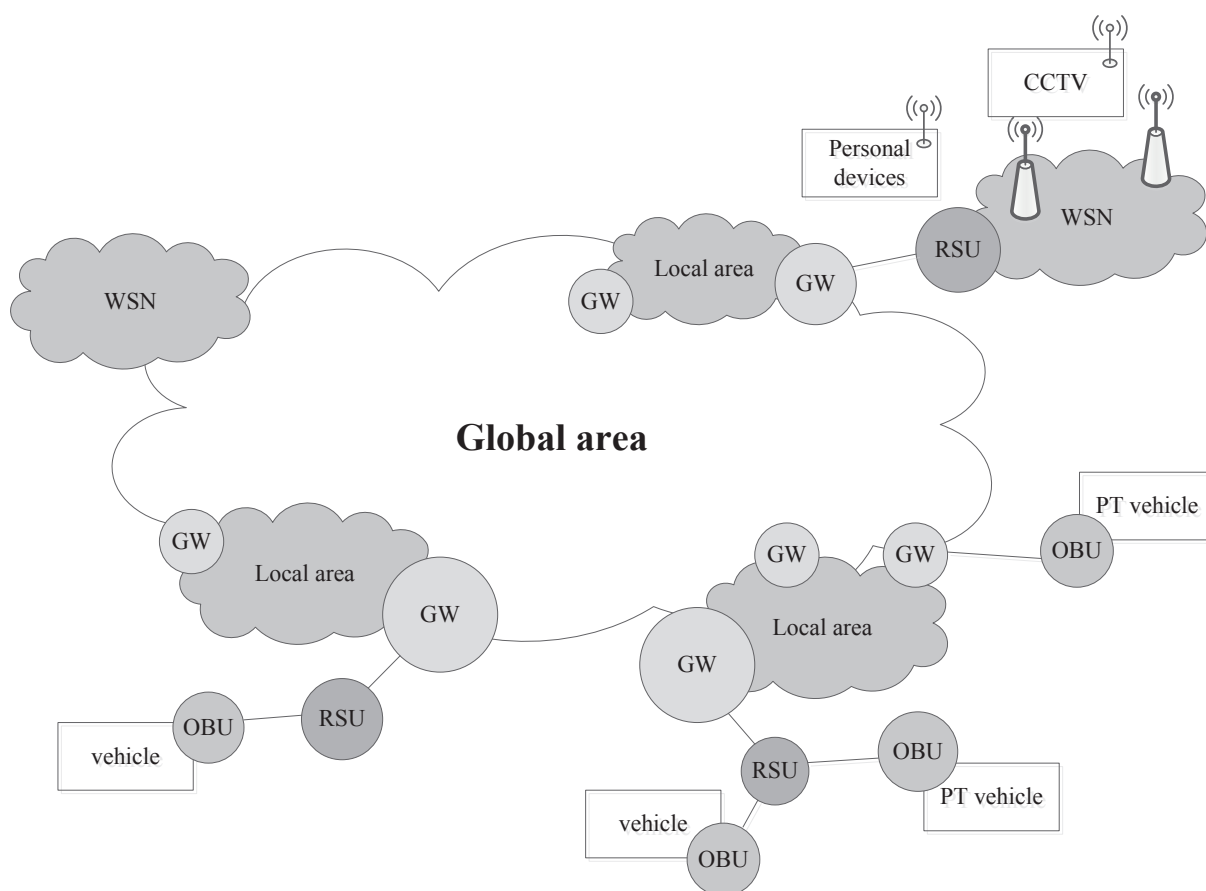 CCTV
Personal
devices
WSN
RSU
Local area
GW
GW
WSN
Global area
PT vehicle
OBU
GW
Local area
GW
GW
GW
Local area
GW
OBU
RSU
vehicle
OBU
RSU
PT vehicle
vehicle
OBU